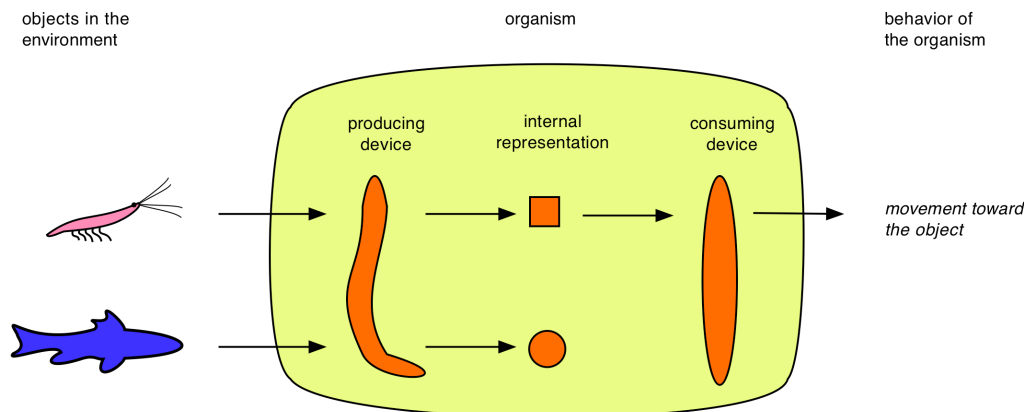 objects in the
environment
organism
behavior of
the organism
producing
device
internal
representation
consuming
device
movement toward
the object